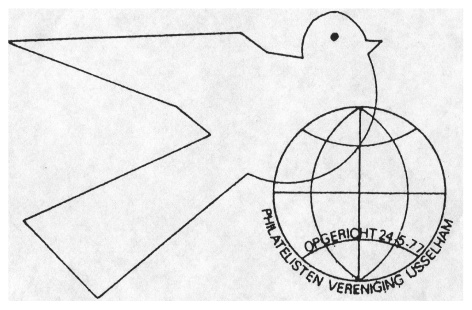 OPGERICHT 24.5.77
PHILATELISTEN VERENIGING IJSSELHAM